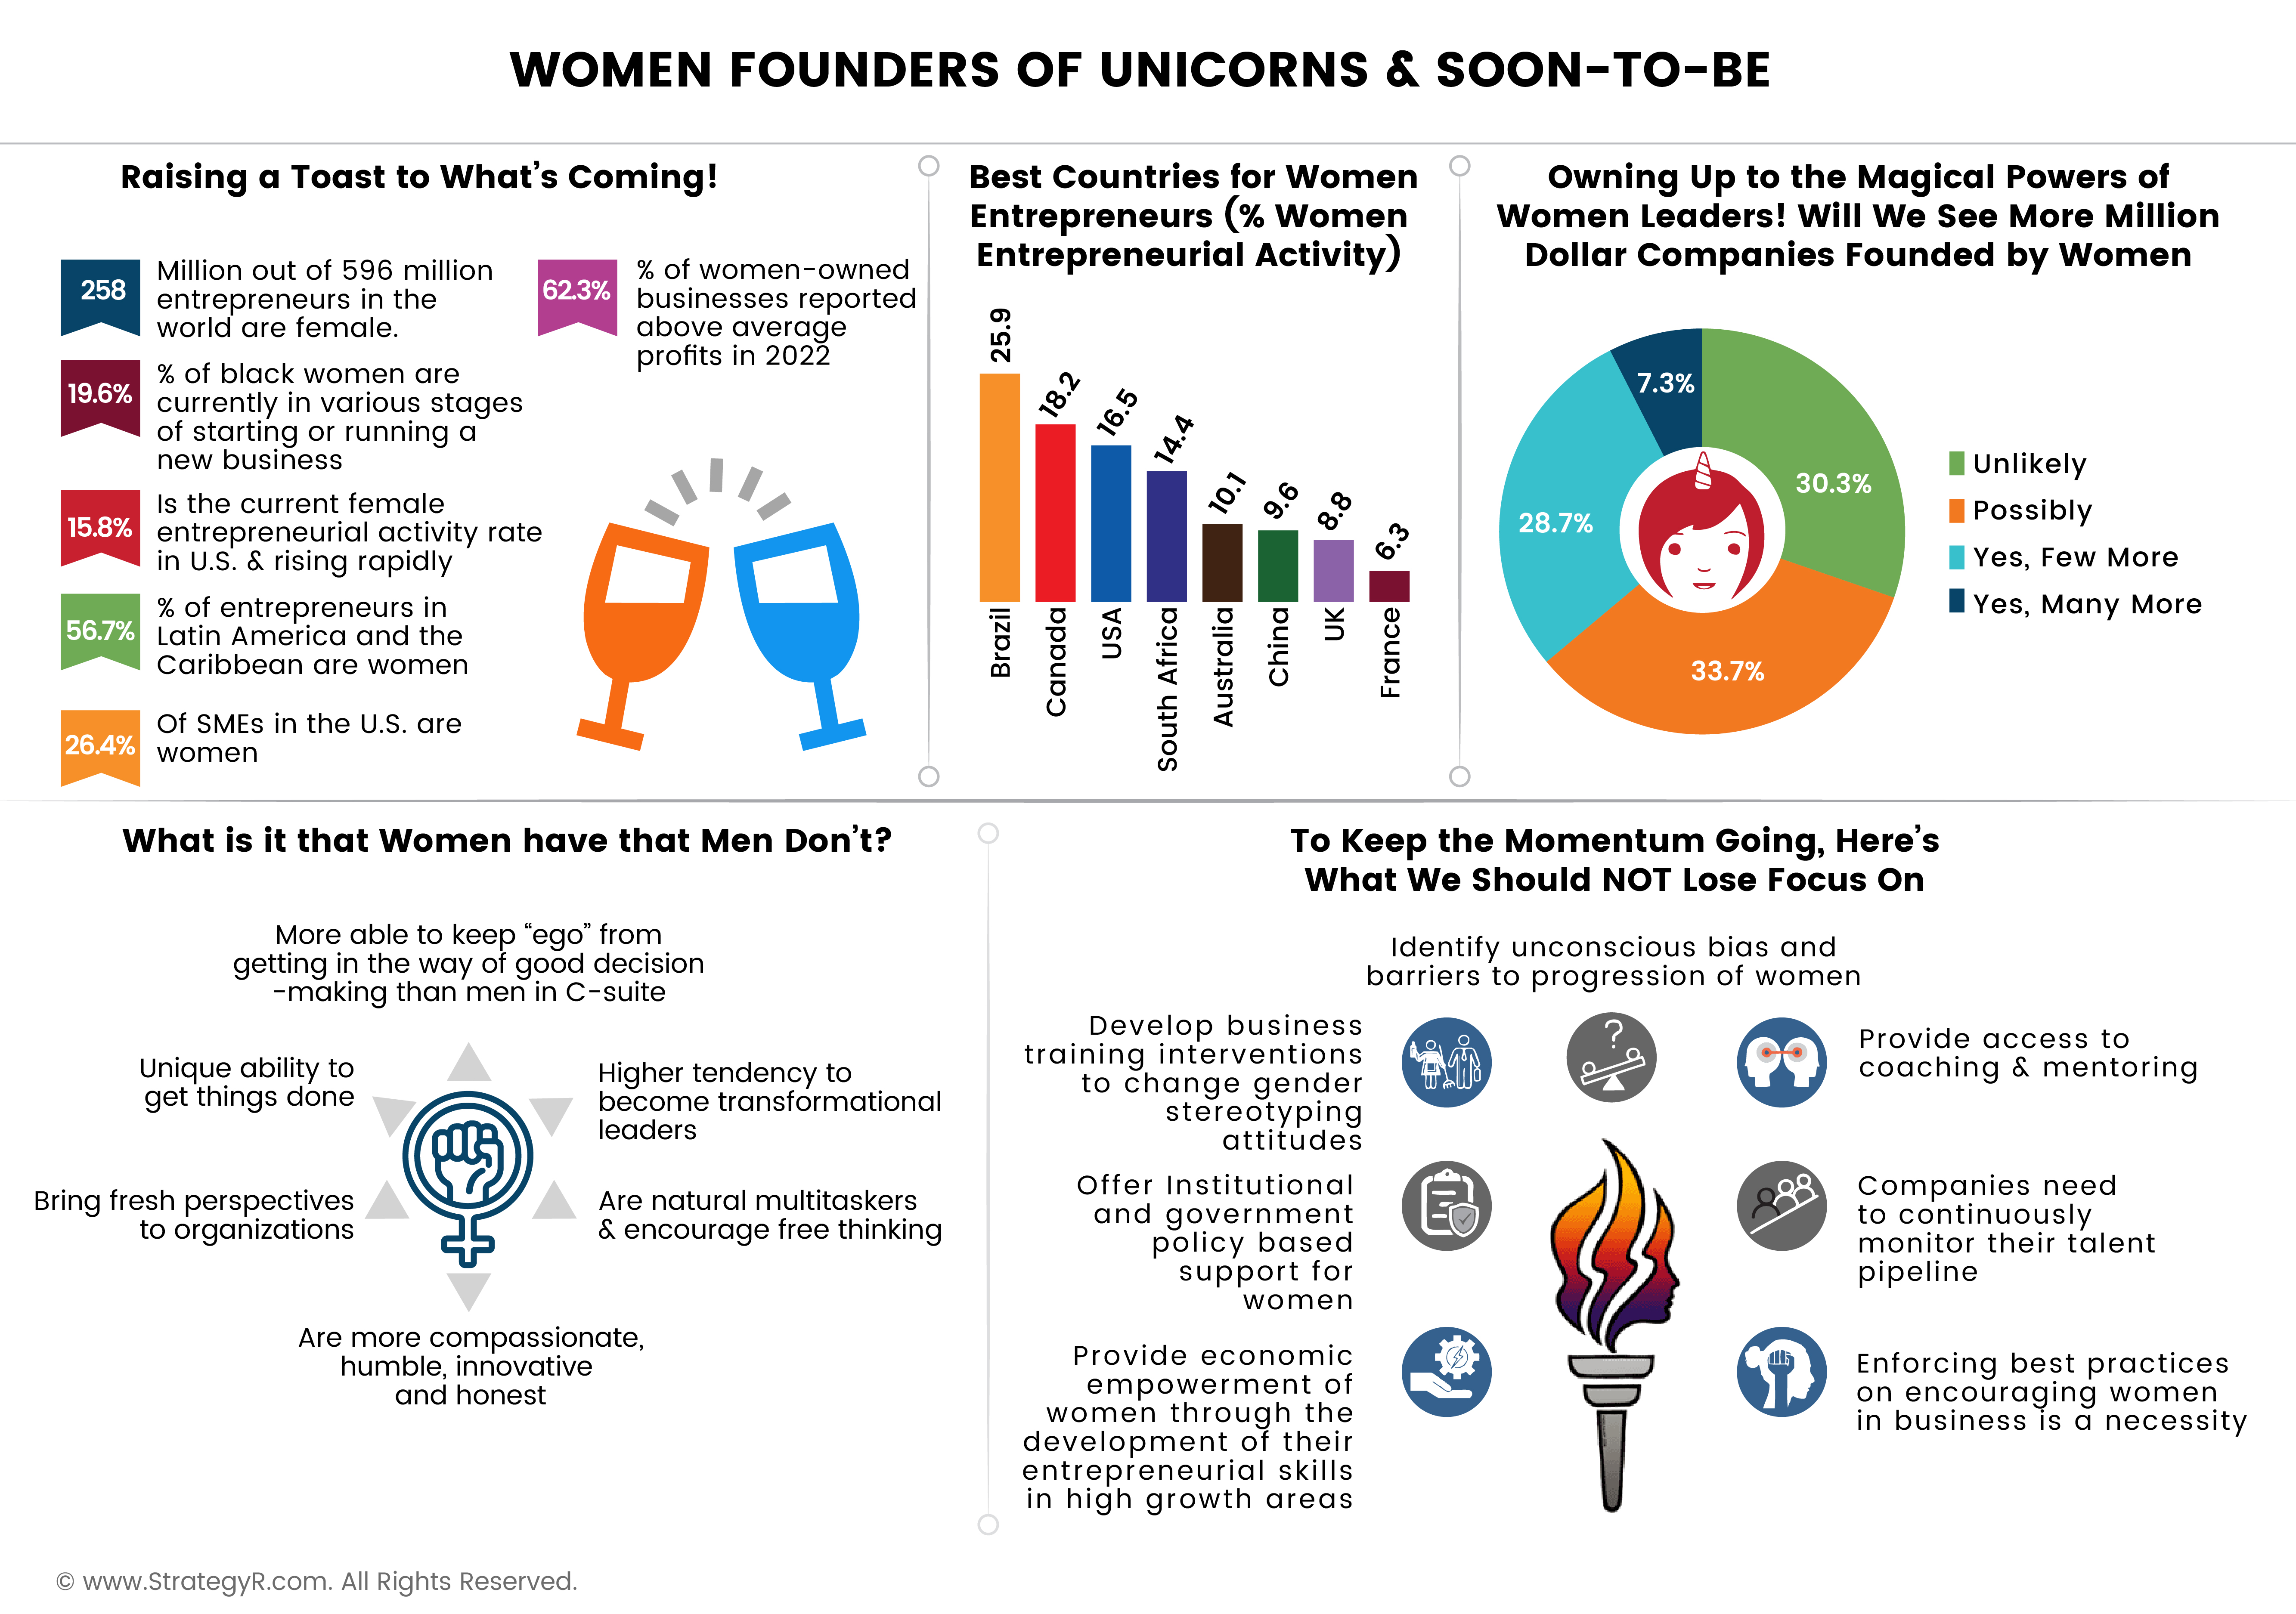 WOMEN FOUNDERS OF UNICORNS & SOON-TO-BE
Raising a Toast to What's Coming!
258
Million out of 596 million
entrepreneurs in the
world are female.
19.6%
% of black women are
currently in various stages
of starting or running a
new business
15.8%
Is the current female
entrepreneurial activity rate
in U.S. & rising rapidly
56.7%
% of entrepreneurs in
Latin America and the
Caribbean are women
26.4%
Of SMEs in the U.S. are
women
62.3%
% of women-owned
businesses reported
above average
profits in 2022
Best Countries for Women
Entrepreneurs (% Women
Entrepreneurial Activity)
25.9
18.2
16.5
14.4
10.1
9.6
8.8
6.3
Brazil
Canada
USA
South Africa
Australia
China
UK
France
Owning Up to the Magical Powers of
Women Leaders! Will We See More Million
Dollar Companies Founded by Women
7.3%
30.3%
28.7%
33.7%
Unlikely
Possibly
Yes, Few More
Yes, Many More
What is it that Women have that Men Don't?
More able to keep “ego” from
getting in the way of good decision
-making than men in C-suite
Unique ability to
get things done
Higher tendency to
become transformational
leaders
Bring fresh perspectives
to organizations
Are natural multitaskers
& encourage free thinking
Are more compassionate,
humble, innovative
and honest
To Keep the Momentum Going, Here's
What We Should NOT Lose Focus On
Identify unconscious bias and
barriers to progression of women
Develop business
training interventions
to change gender
stereotyping
attitudes
?
Provide access to
coaching & mentoring
Offer Institutional
and government
policy based
support for
women
Companies need
to continuously
monitor their talent
pipeline
Provide economic
empowerment of
women through the
development of their
entrepreneurial skills
in high growth areas
Enforcing best practices
on encouraging women
in business is a necessity
© www.StrategyR.com. All Rights Reserved.